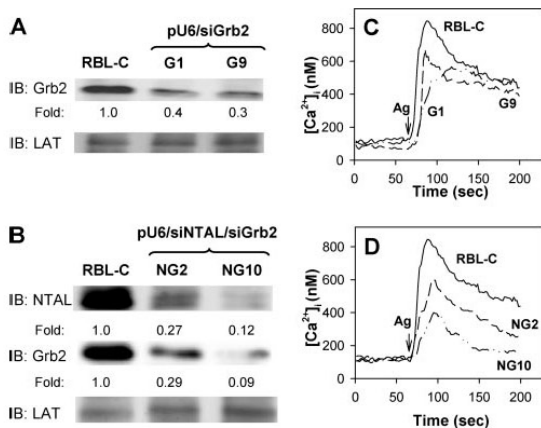 A
pU6/siGrb2
RBL-C G1 G9
IB: Grb2
Fold: 1.0 0.4 0.3
IB: LAT
B
pU6/siNTAL/siGrb2
RBL-C NG2 NG10
IB: NTAL
Fold: 1.0 0.27 0.12
IB: Grb2
Fold: 1.0 0.29 0.09
IB: LAT
C
RBL-C
Ag
G1
G9
[Ca2+]i (nM)
800
600
400
200
0
0 50 100 150 200
Time (sec)
D
RBL-C
Ag
NG2
NG10
[Ca2+]i (nM)
800
600
400
200
0
0 50 100 150 200
Time (sec)